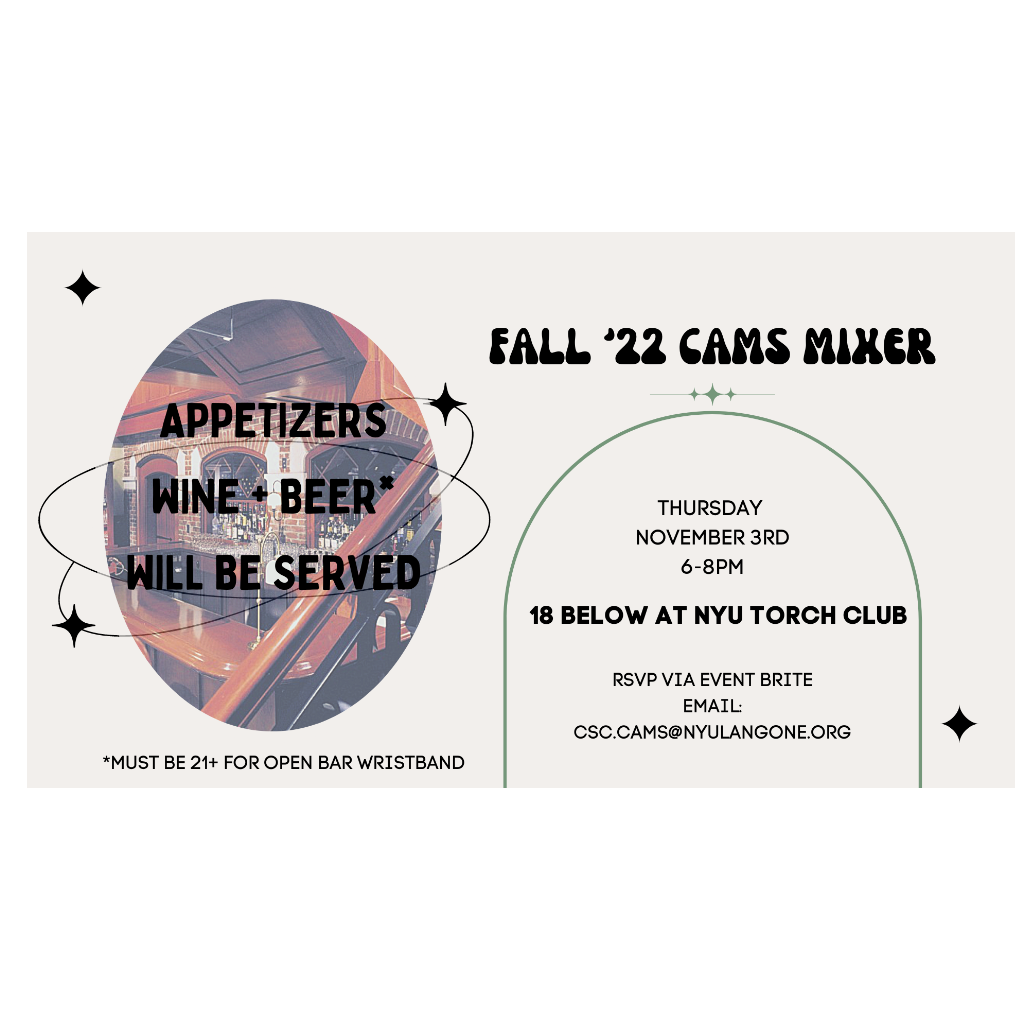 FALL '22 CAMS MIXER
APPETIZERS
WINE + BEER*
WILL BE SERVED
*MUST BE 21+ FOR OPEN BAR WRISTBAND
THURSDAY
NOVEMBER 3RD
6-8PM
18 BELOW AT NYU TORCH CLUB
RSVP VIA EVENT BRITE
EMAIL:
CSC.CAMS@NYULANGONE.ORG